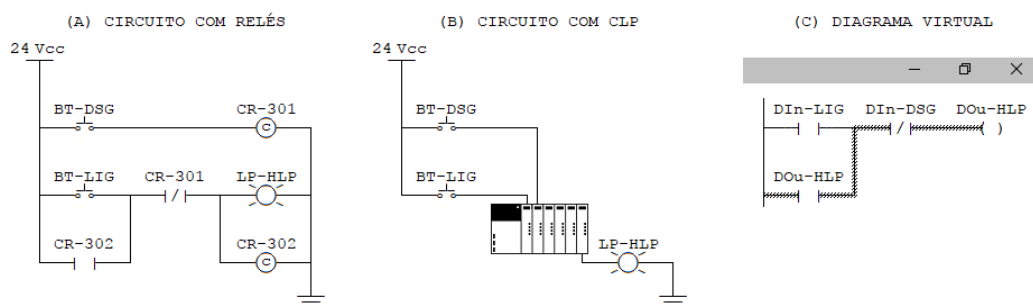 (A) CIRCUITO COM RELÉS
24 Vcc
BT-DSG
CR-301
C
BT-LIG
CR-301
LP-HLP
CR-302
CR-302
C
(B) CIRCUITO COM CLP
24 Vcc
BT-DSG
BT-LIG
LP-HLP
(C) DIAGRAMA VIRTUAL
DIn-LIG DIn-DSG DOu-HLP
DOu-HLP